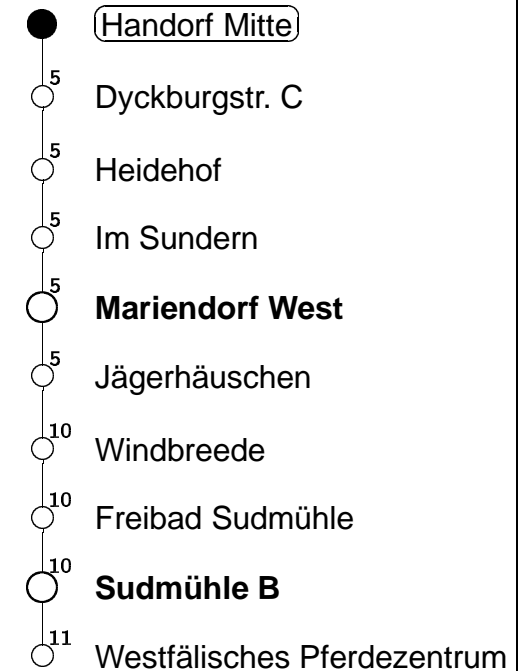 Handorf Mitte
5 Dyckburgstr. C
5 Heidehof
5 Im Sundern
5 Mariendorf West
5 Jägerhäuschen
10 Windbreede
10 Freibad Sudmühle
10 Sudmühle B
11 Westfälisches Pferdezentrum